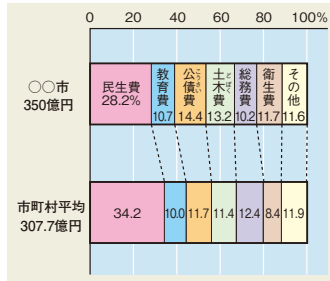 0 20 40 60 80 100%
○○市
350億円
民生費
28.2%
教育費
10.7
公債費
こうさい
14.4
土木費
どぼく
13.2
総務費
10.2
衛生費
11.7
その他
11.6
市町村平均
307.7億円
34.2 10.0 11.7 11.4 12.4 8.4 11.9